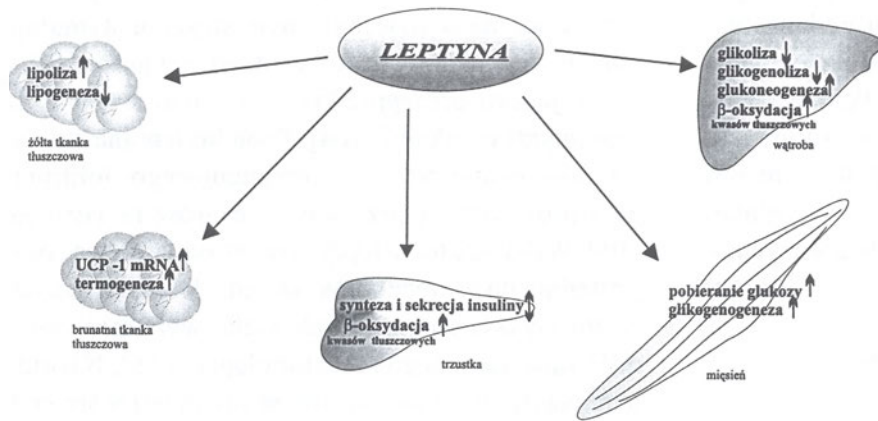 LEPTYNA
lipoliza ↑
lipogeneza ↓
żółta tkanka
tłuszczowa
glikoliza ↓
glikogenoliza ↓
glukoneogeneza ↑
β-oksydacja ↑
kwasów tłuszczowych
wątroba
UCP -1 mRNA ↑
termogeneza ↑
brunatna tkanka
tłuszczowa
synteza i sekrecja insuliny ↕
β-oksydacja ↑
kwasów tłuszczowych
trzustka
pobieranie glukozy ↑
glikogenogeneza ↑
mięsień